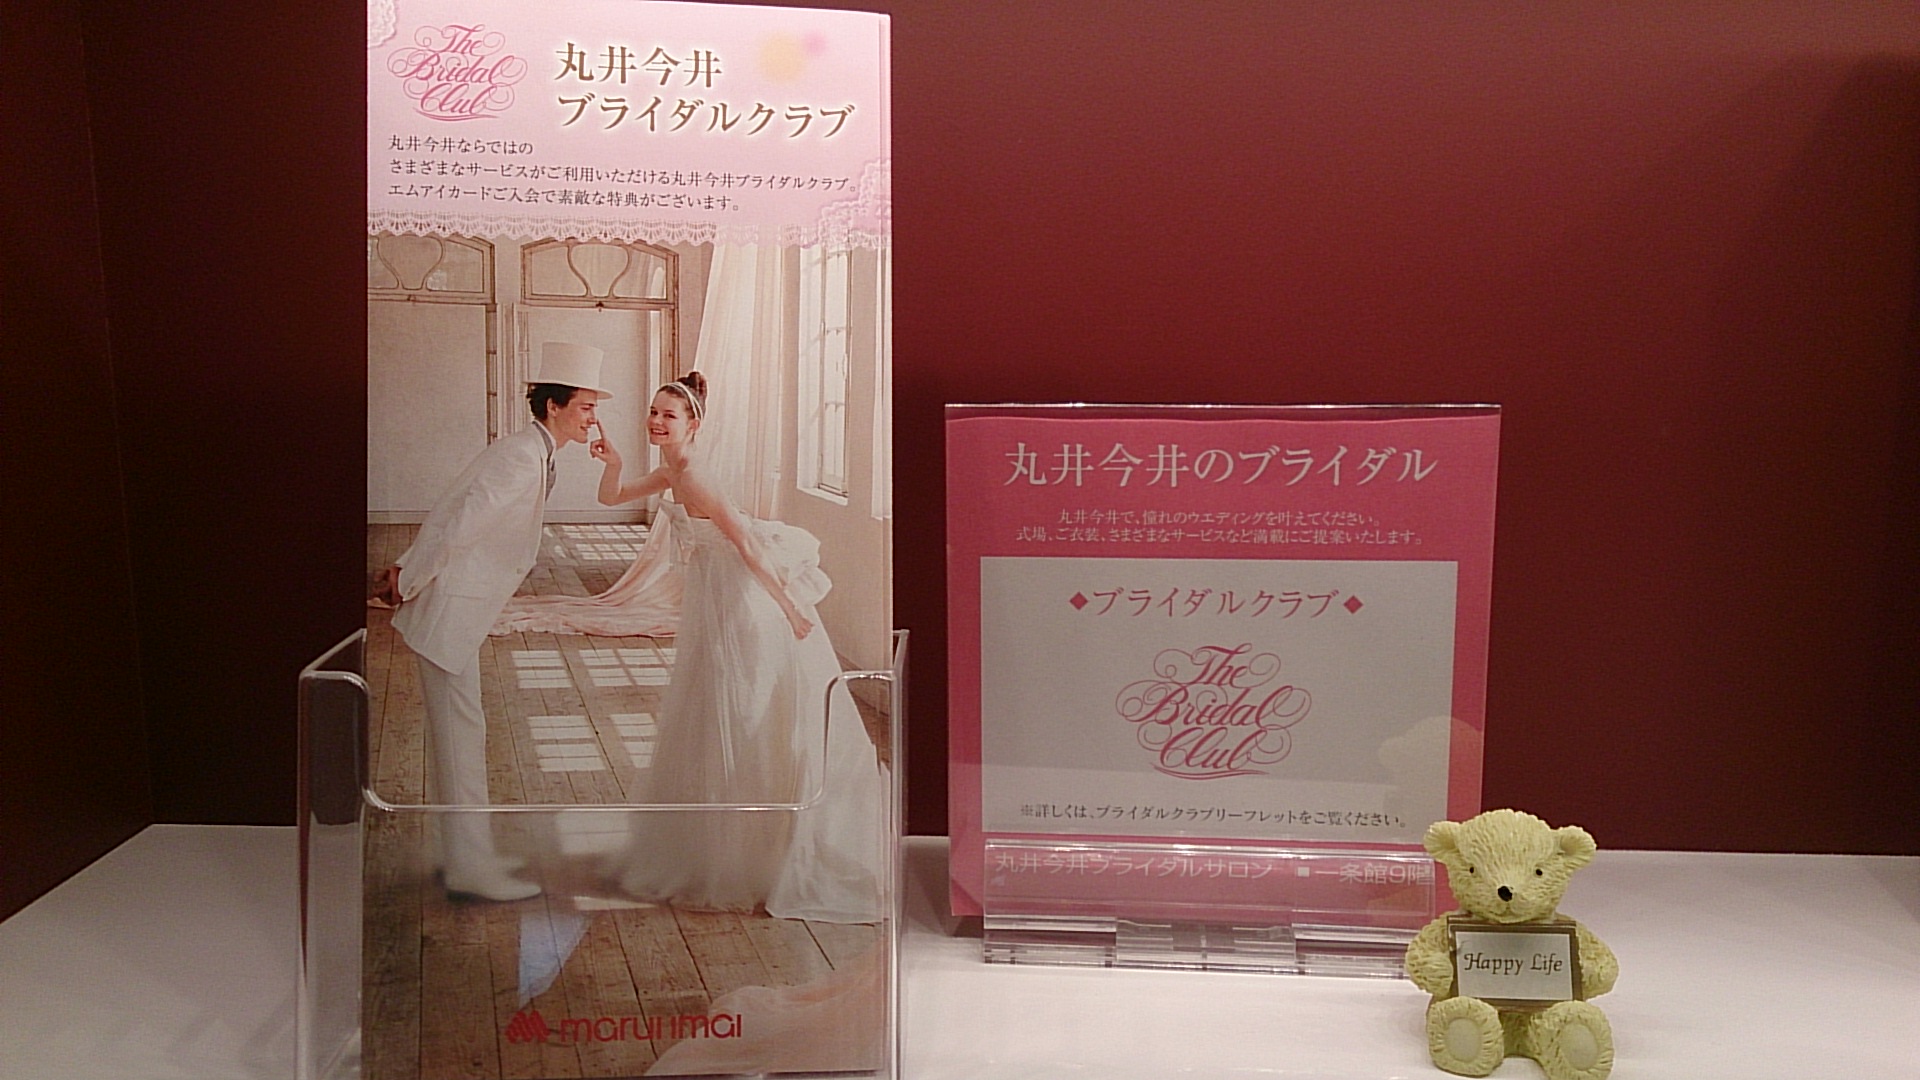 The
Bridal
Club
丸井今井
ブライダルクラブ
丸井今井ならではの
さまざまなサービスがご利用いただける丸井今井ブライダルクラブ。
エムアイカードご入会で素敵な特典がございます。
marui imai
丸井今井のブライダル
丸井今井で、憧れのウエディングを叶えてください。
式場、ご衣装、さまざまなサービスなど満載にご提案いたします。
◆ブライダルクラブ◆
The
Bridal
Club
※詳しくは、ブライダルクラブリーフレットをご覧ください。
丸井今井ブライダルサロン ■一条館9階
Happy Life